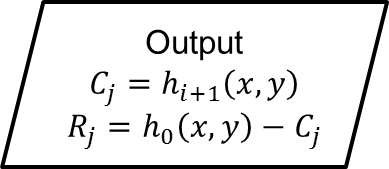 Output
C_j = h_{i+1}(x, y)
R_j = h_0(x, y) − C_j